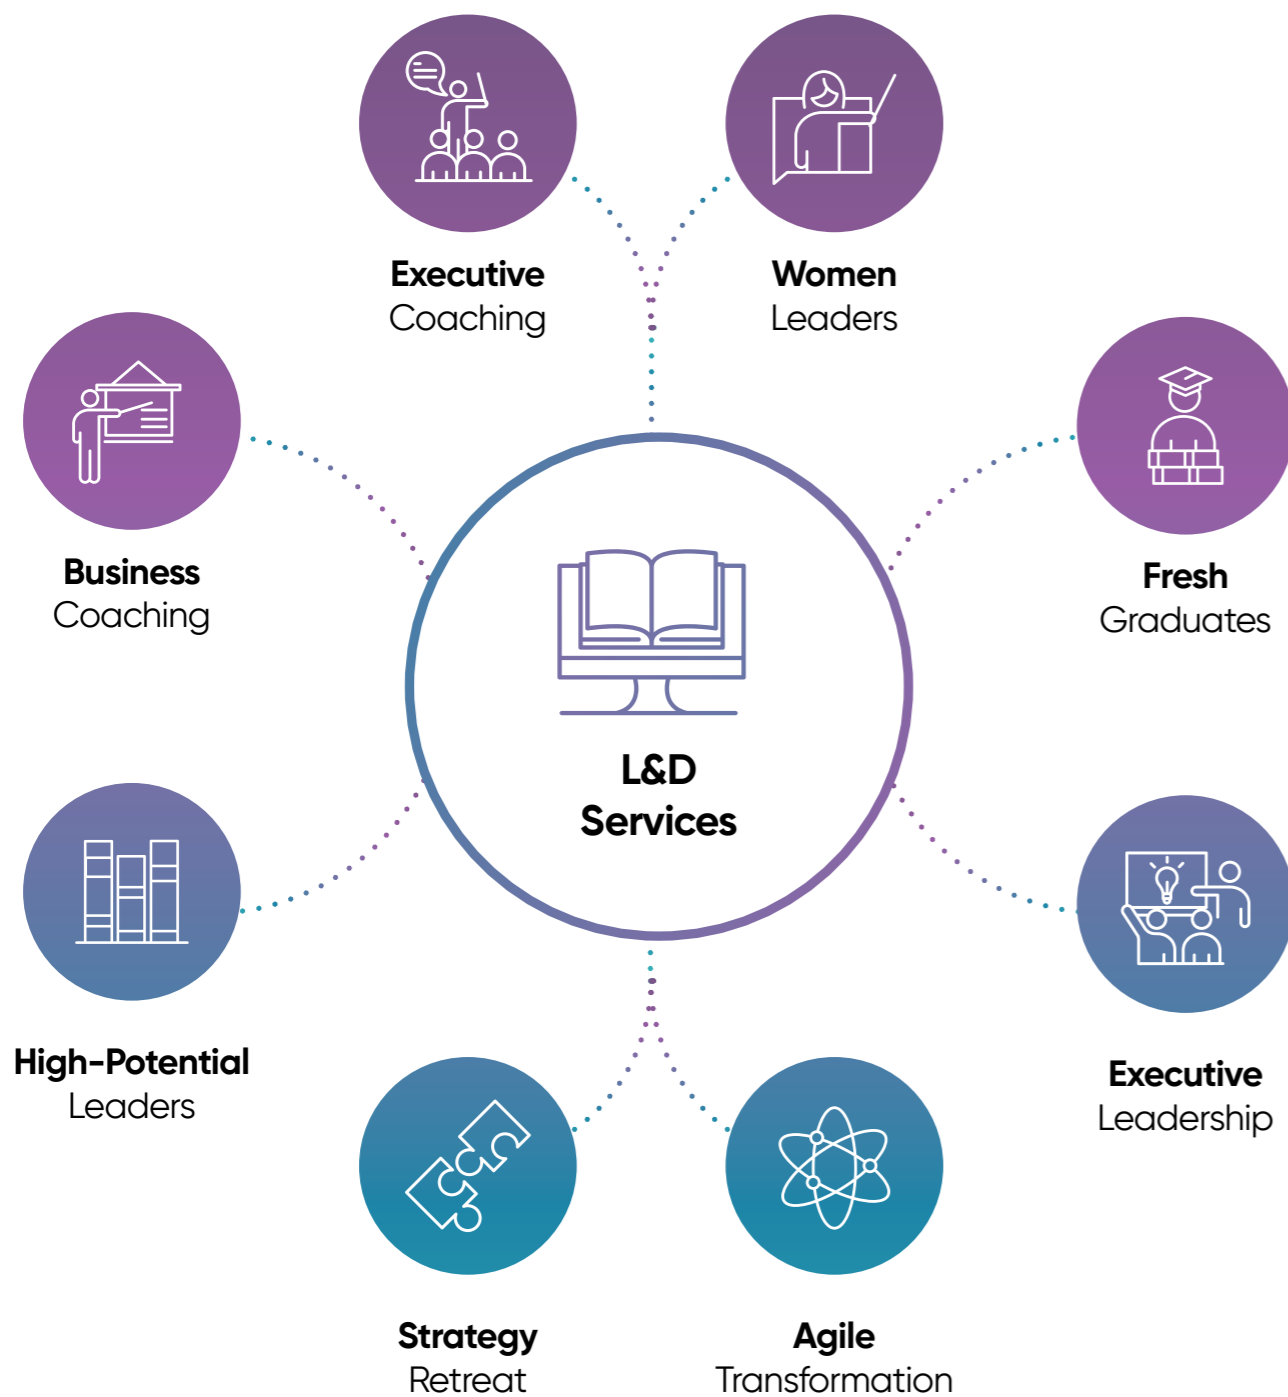 Executive
Coaching
Women
Leaders
Business
Coaching
Fresh
Graduates
L&D
Services
High-Potential
Leaders
Executive
Leadership
Strategy
Retreat
Agile
Transformation